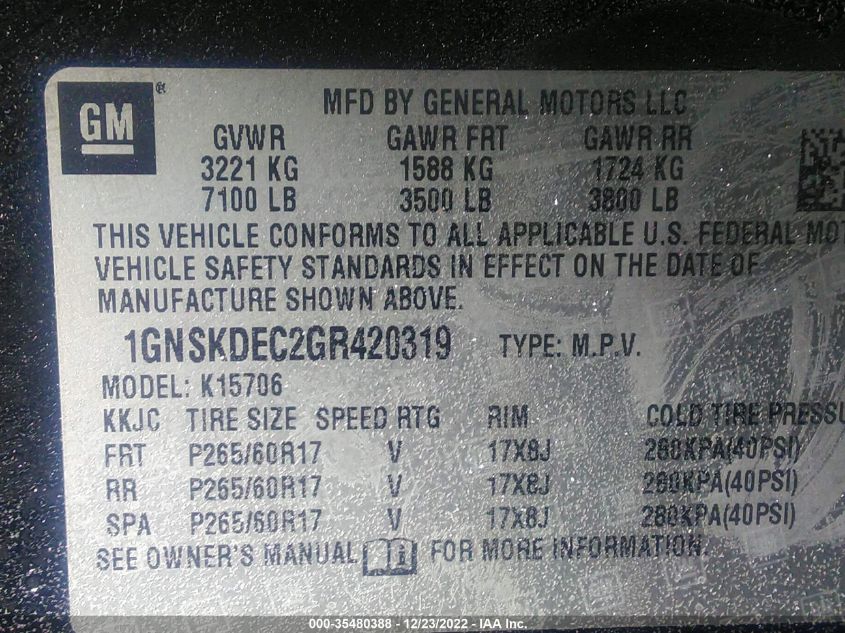 GM®
MFD BY GENERAL MOTORS LLC
GVWR GAWR FRT GAWR RR
3221 KG 1588 KG 1724 KG
7100 LB 3500 LB 3800 LB
THIS VEHICLE CONFORMS TO ALL APPLICABLE U.S. FEDERAL MOT
VEHICLE SAFETY STANDARDS IN EFFECT ON THE DATE OF
MANUFACTURE SHOWN ABOVE.
1GNSKDEC2GR420319 TYPE: M.P.V.
MODEL: K15706
KKJC TIRE SIZE SPEED RTG RIM COLD TIRE PRESSU
FRT P265/60R17 V 17X8J 280KPA(40PSI)
RR P265/60R17 V 17X8J 280KPA(40PSI)
SPA P265/60R17 V 17X8J 280KPA(40PSI)
SEE OWNER'S MANUAL FOR MORE INFORMATION.
000-35480388 - 12/23/2022 - IAA Inc.